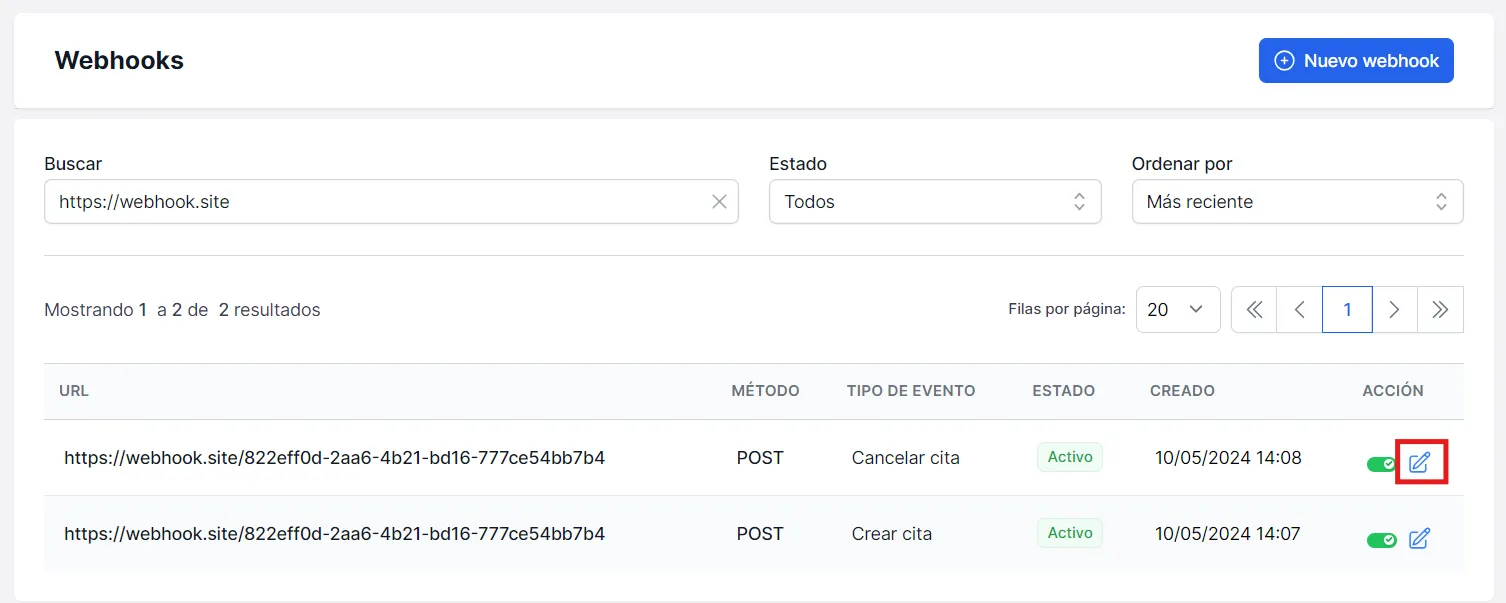 Webhooks
Nuevo webhook
Buscar
Estado
Ordenar por
https://webhook.site
Todos
Más reciente
Mostrando 1 a 2 de 2 resultados
Filas por página: 20
1
URL MÉTODO TIPO DE EVENTO ESTADO CREADO ACCIÓN
https://webhook.site/822eff0d-2aa6-4b21-bd16-777ce54bb7b4 POST Cancelar cita Activo 10/05/2024 14:08
https://webhook.site/822eff0d-2aa6-4b21-bd16-777ce54bb7b4 POST Crear cita Activo 10/05/2024 14:07